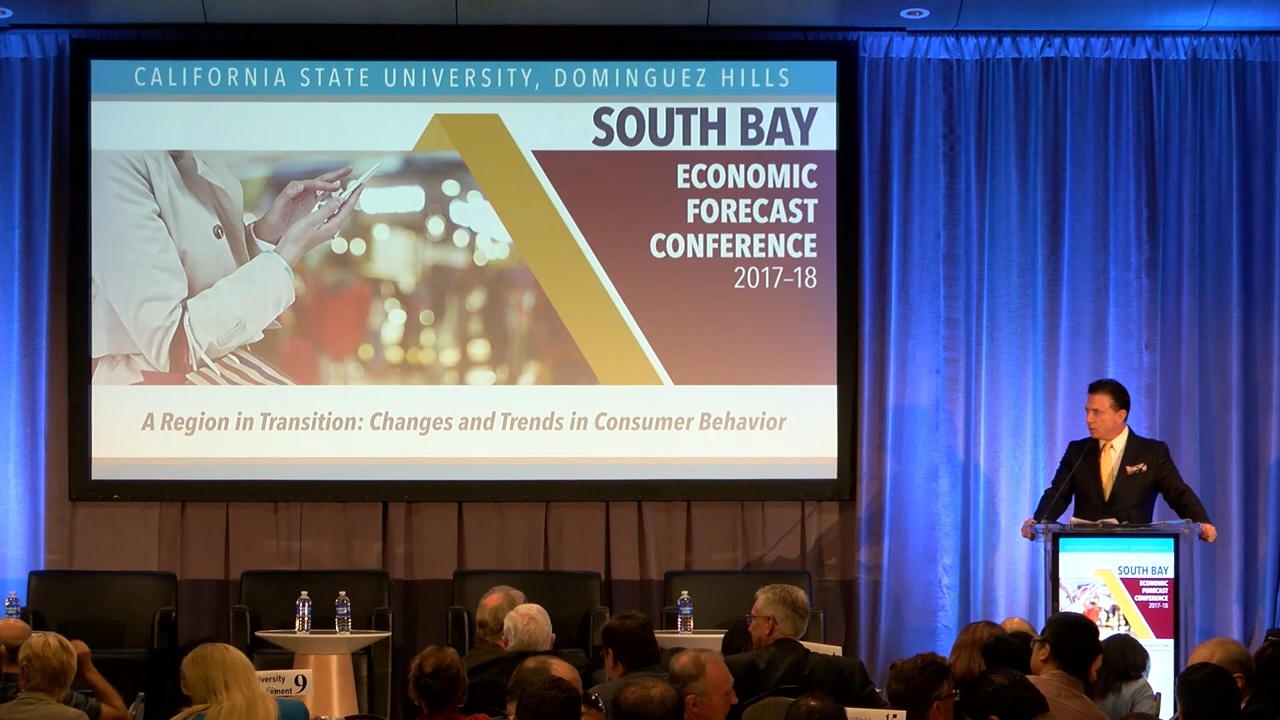 CALIFORNIA STATE UNIVERSITY, DOMINGUEZ HILLS
SOUTH BAY
ECONOMIC
FORECAST
CONFERENCE
2017–18
A Region in Transition: Changes and Trends in Consumer Behavior
SOUTH BAY
ECONOMIC
FORECAST
CONFERENCE
2017-18
9